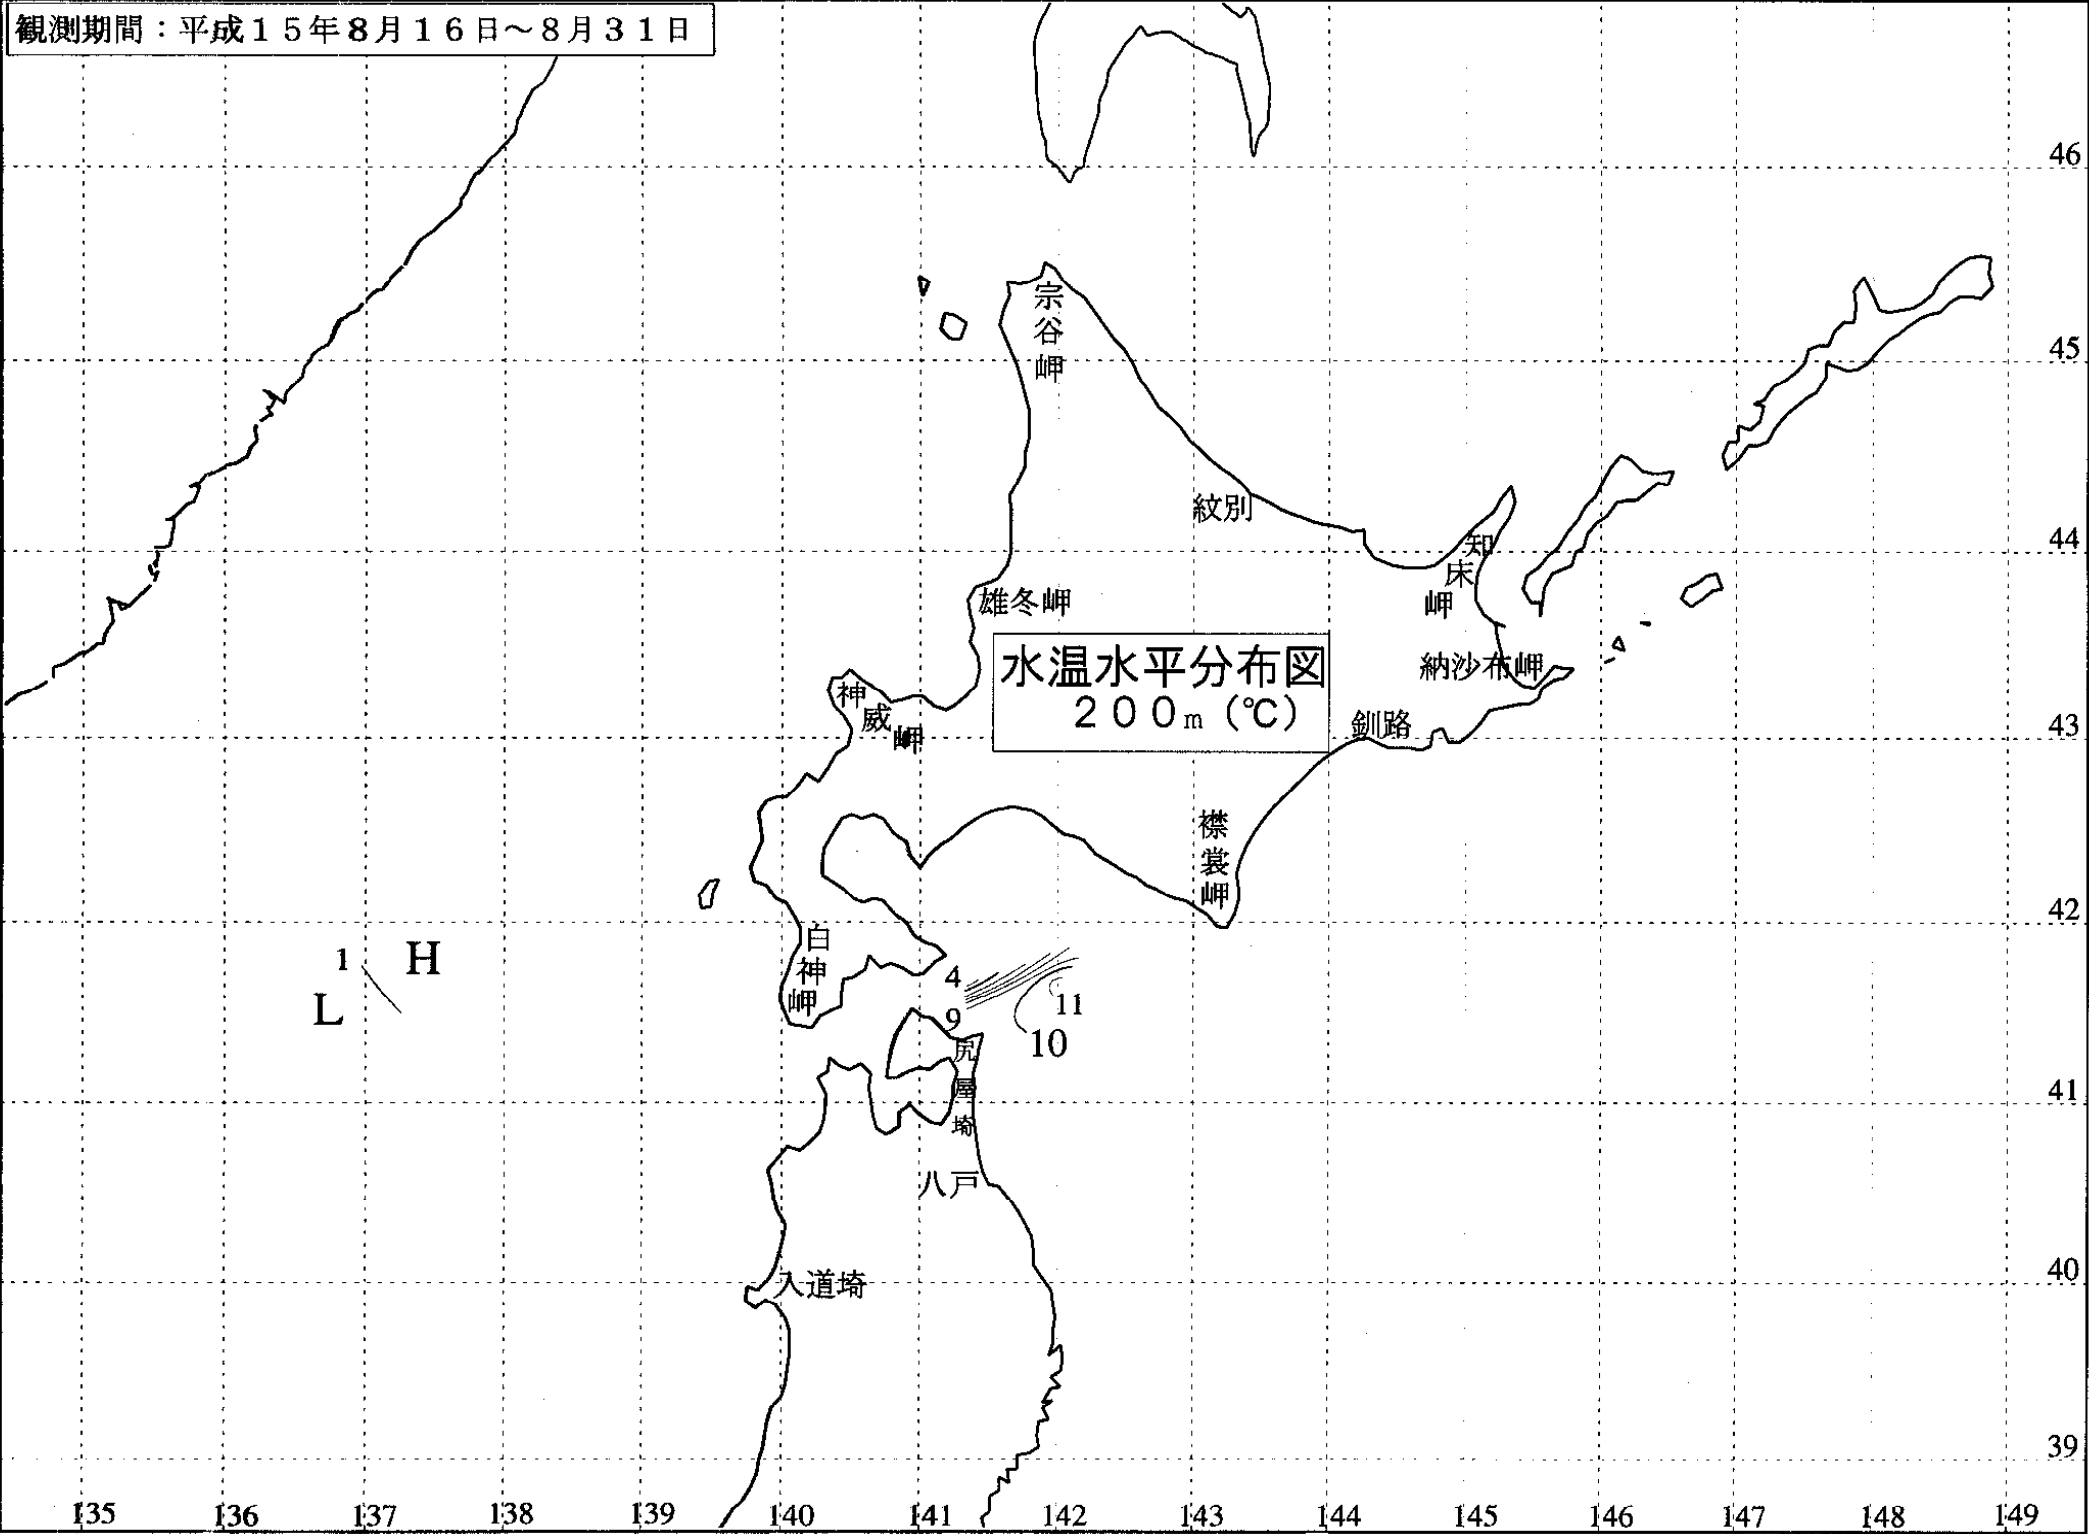 観測期間：平成１５年８月１６日～８月３１日
46
宗谷岬
45
紋別
44
知床岬
雄冬岬
水温水平分布図
２００ｍ（℃）
納沙布岬
神威岬
釧路
43
襟裳岬
42
白神岬
1
H
L
4
9
11
10
尻屋埼
41
八戸
入道埼
40
39
135 136 137 138 139 140 141 142 143 144 145 146 147 148 149